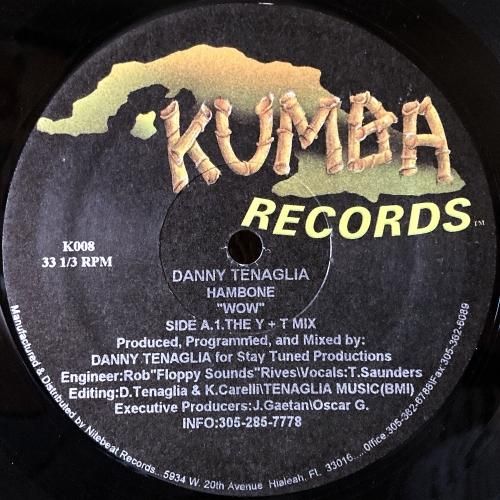 KUMBA
RECORDS TM
K008
33 1/3 RPM
DANNY TENAGLIA
HAMBONE
"WOW"
SIDE A.1.THE Y + T MIX
Produced, Programmed, and Mixed by:
DANNY TENAGLIA for Stay Tuned Productions
Engineer:Rob"Floppy Sounds"Rives\Vocals:T.Saunders
Editing:D.Tenaglia & K.Carelli\TENAGLIA MUSIC(BMI)
Executive Producers:J.Gaetan\Oscar G.
INFO:305-285-7778
Manufactured & Distributed by Nilebeat Records...5934 W. 20th Avenue Hialeah, Fl. 33016....Office.305-362-6788\Fax.305-362-6089